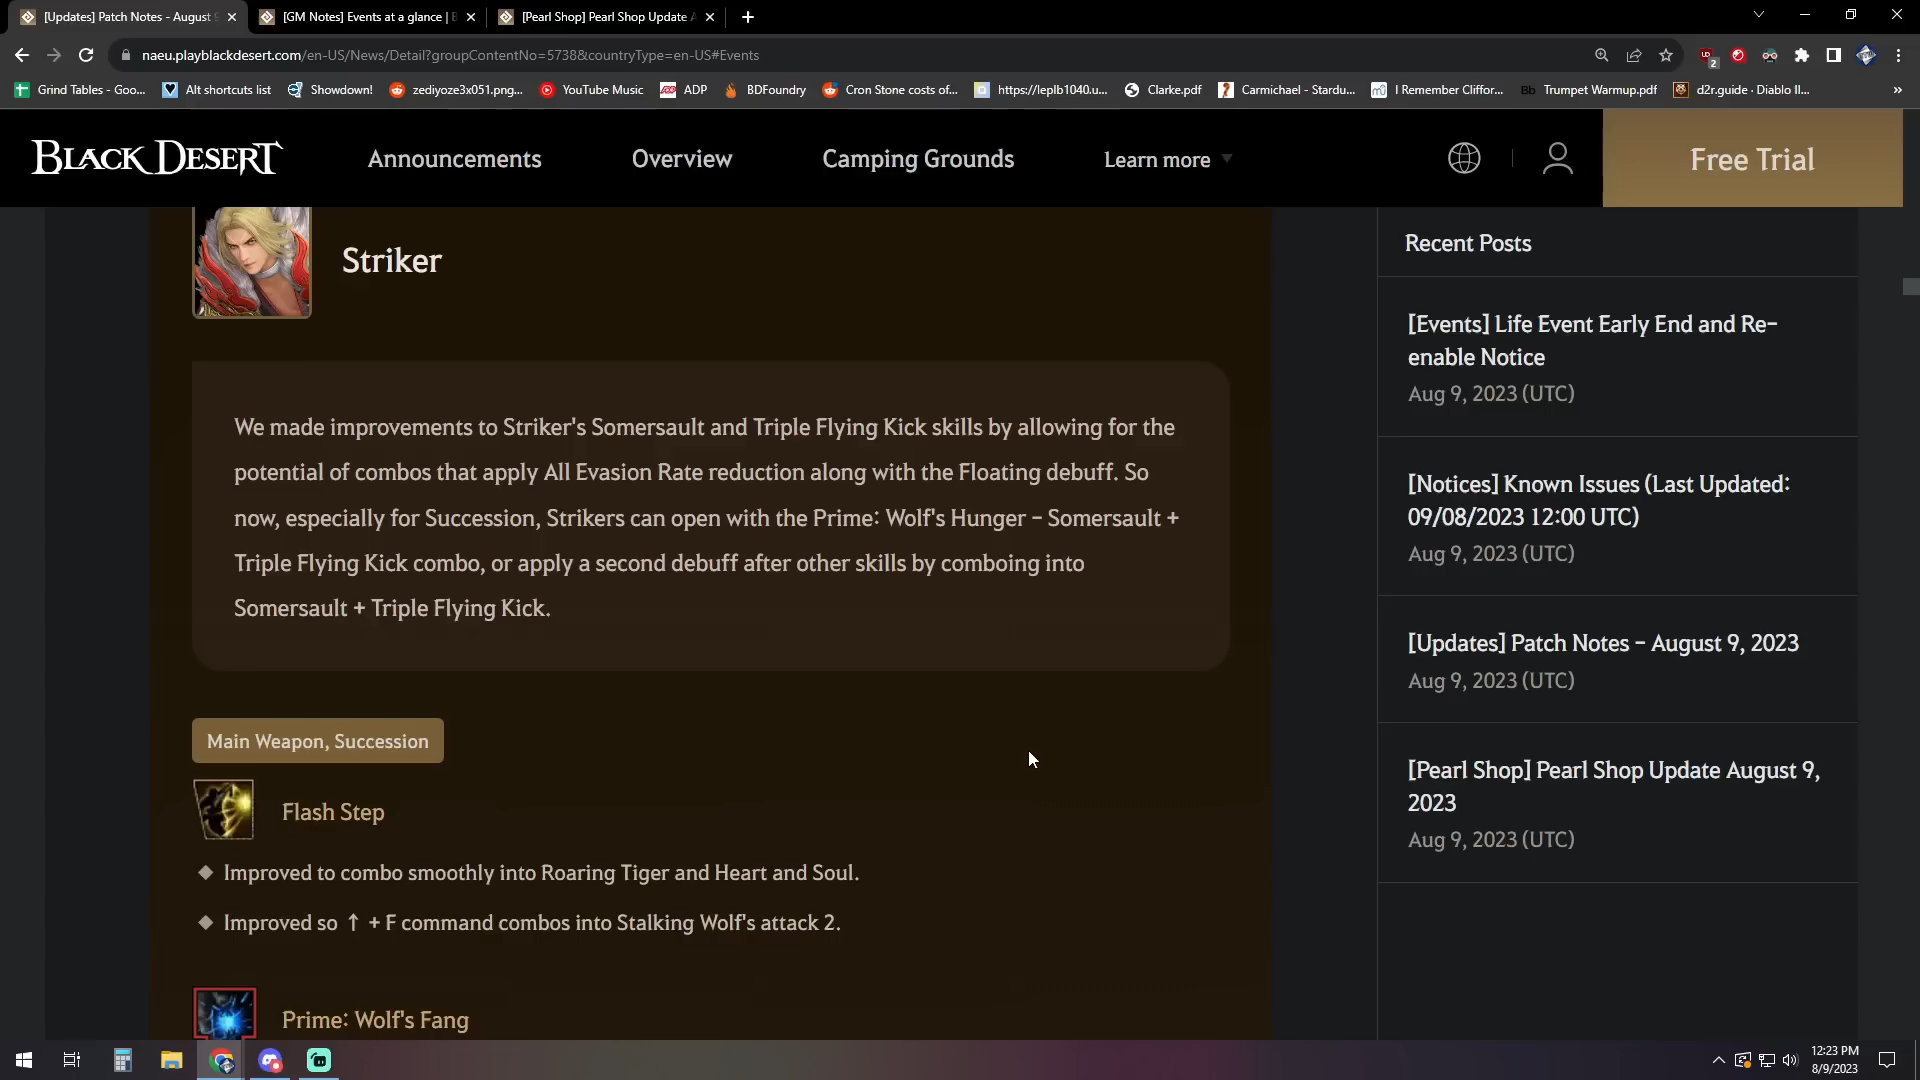 [Updates] Patch Notes - August 9
[GM Notes] Events at a glance | B
[Pearl Shop] Pearl Shop Update A
naeu.playblackdesert.com/en-US/News/Detail?groupContentNo=5738&countryType=en-US#Events
2
Grind Tables - Goo...
Alt shortcuts list
Showdown!
zediyoze3x051.png...
YouTube Music
ADP
BDFoundry
Cron Stone costs of...
https://leplb1040.u...
Clarke.pdf
Carmichael - Stardu...
I Remember Cliffor...
Bb Trumpet Warmup.pdf
d2r.guide · Diablo II...
»
BLACK DESERT
Announcements
Overview
Camping Grounds
Learn more
Free Trial
Striker
We made improvements to Striker's Somersault and Triple Flying Kick skills by allowing for the
potential of combos that apply All Evasion Rate reduction along with the Floating debuff. So
now, especially for Succession, Strikers can open with the Prime: Wolf's Hunger - Somersault +
Triple Flying Kick combo, or apply a second debuff after other skills by comboing into
Somersault + Triple Flying Kick.
Main Weapon, Succession
Flash Step
◆ Improved to combo smoothly into Roaring Tiger and Heart and Soul.
◆ Improved so ↑ + F command combos into Stalking Wolf's attack 2.
Prime: Wolf's Fang
Recent Posts
[Events] Life Event Early End and Re-
enable Notice
Aug 9, 2023 (UTC)
[Notices] Known Issues (Last Updated:
09/08/2023 12:00 UTC)
Aug 9, 2023 (UTC)
[Updates] Patch Notes - August 9, 2023
Aug 9, 2023 (UTC)
[Pearl Shop] Pearl Shop Update August 9,
2023
Aug 9, 2023 (UTC)
12:23 PM
8/9/2023